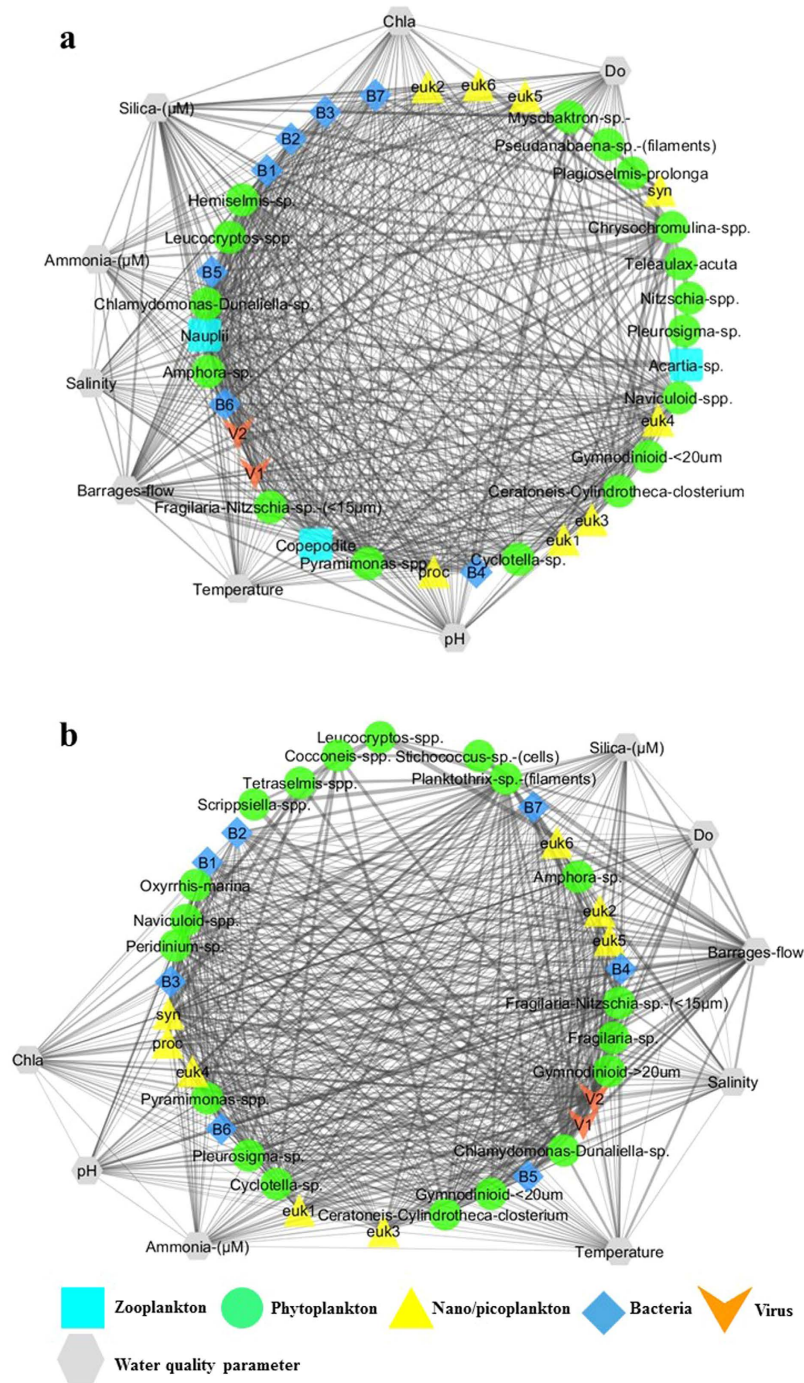 a
Chla
Do
Silica-(µM)
B7
euk2
euk6
euk5
B3
Mysobaktron-sp.-
B2
Pseudanabaena-sp.-(filaments)
B1
Plagioselmis-prolonga
syn
Hemiselmis-sp.
Chrysochromulina-spp.
Leucocryptos-spp.
Ammonia-(µM)
Teleaulax-acuta
B5
Nitzschia-spp.
Chlamydomonas-Dunaliella-sp.
Pleurosigma-sp.
Nauplii
Acartia-sp.
Salinity
Amphora-sp.
Naviculoid-spp.
B6
euk4
V2
Gymnodinioid-<20um
V1
Barrages-flow
Ceratoneis-Cylindrotheca-closterium
Fragilaria-Nitzschia-sp.-(<15µm)
euk3
euk1
Copepodite
Cyclotella-sp.
Pyramimonas-spp.
proc
B4
Temperature
pH
b
Leucocryptos-spp.
Silica-(µM)
Cocconeis-spp.
Stichococcus-sp.-(cells)
Planktothrix-sp.-(filaments)
Tetraselmis-spp.
Scrippsiella-spp.
B7
B2
Do
euk6
B1
Amphora-sp.
Oxyrrhis-marina
euk2
Naviculoid-spp.
euk5
Peridinium-sp.
Barrages-flow
B4
B3
Fragilaria-Nitzschia-sp.-(<15µm)
syn
Fragilaria-sp.
proc
Chla
euk4
Gymnodinioid->20um
Salinity
Pyramimonas-spp.
V2
V1
B6
Chlamydomonas-Dunaliella-sp.
Pleurosigma-sp.
pH
B5
Cyclotella-sp.
Gymnodinioid-<20um
euk1
Ceratoneis-Cylindrotheca-closterium
euk3
Ammonia-(µM)
Temperature
Zooplankton
Phytoplankton
Nano/picoplankton
Bacteria
Virus
Water quality parameter